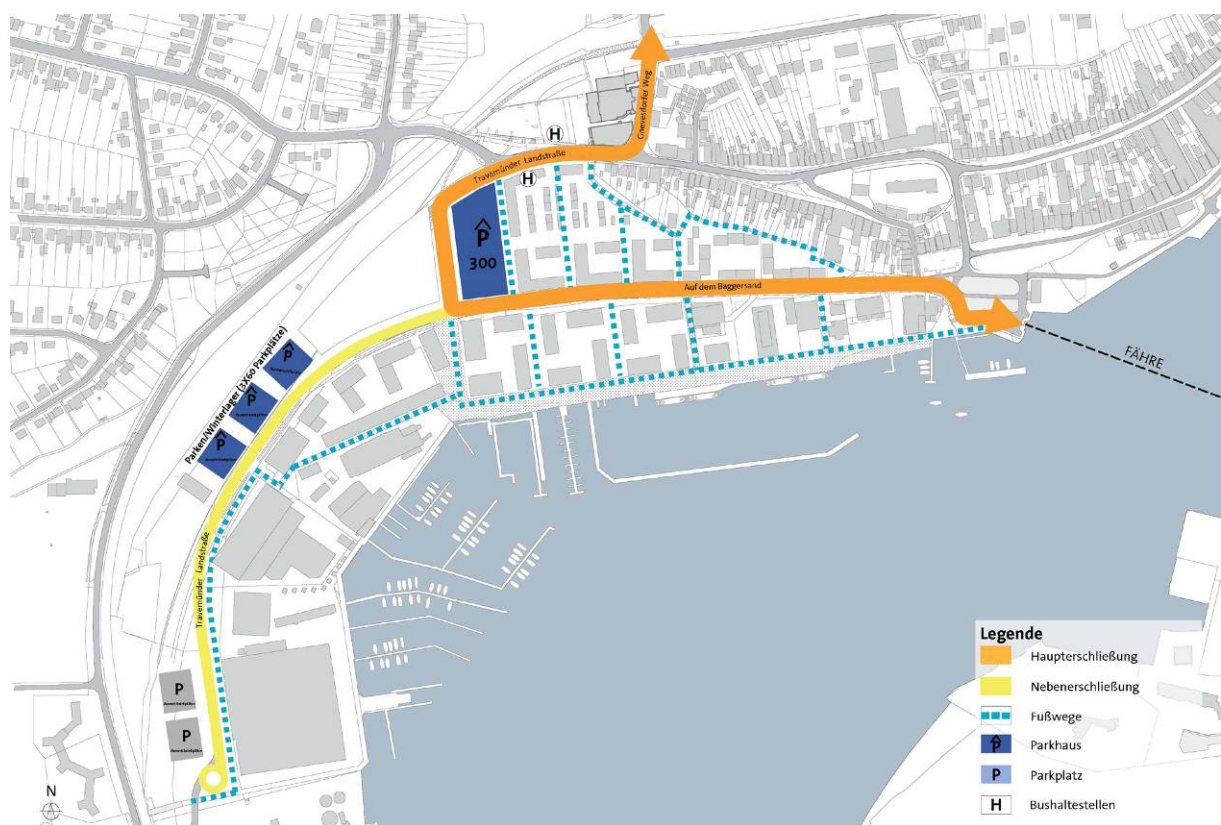 Gneversdorfer Weg
H
Travemünder Landstraße
H
P
300
Auf dem Baggersand
FÄHRE
Parken/Winterlager (3X60 Parkplätze)
P
P
P
Travemünder Landstraße
P
P
N
Legende
Haupterschließung
Nebenerschließung
Fußwege
P
Parkhaus
P
Parkplatz
H
Bushaltestellen